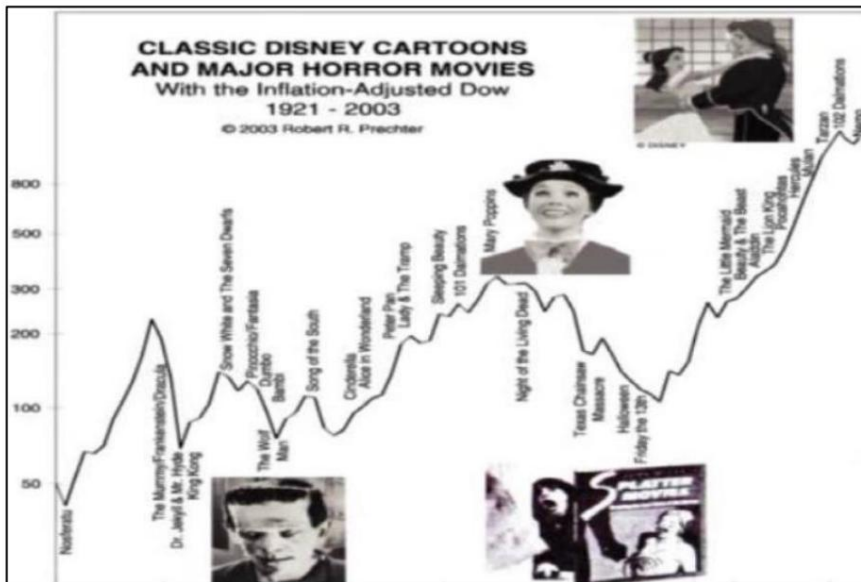 CLASSIC DISNEY CARTOONS
AND MAJOR HORROR MOVIES
With the Inflation-Adjusted Dow
1921 - 2003
© 2003 Robert R. Prechter
© DISNEY
800
500
300
200
100
50
Nosferatu
The Mummy/Frankenstein/Dracula
Dr. Jekyll & Mr. Hyde
King Kong
Snow White and The Seven Dwarfs
Pinocchio/Fantasia
Dumbo
Bambi
The Wolf
Man
Song of the South
Cinderella
Alice in Wonderland
Peter Pan
Lady & The Tramp
Sleeping Beauty
101 Dalmations
Mary Poppins
Night of the Living Dead
Texas Chainsaw
Massacre
Halloween
Friday the 13th
The Little Mermaid
Beauty & The Beast
Aladdin
The Lion King
Pocahontas
Hercules
Mulan
Tarzan
102 Dalmations
Nemo
SPLATTER
MOVIES